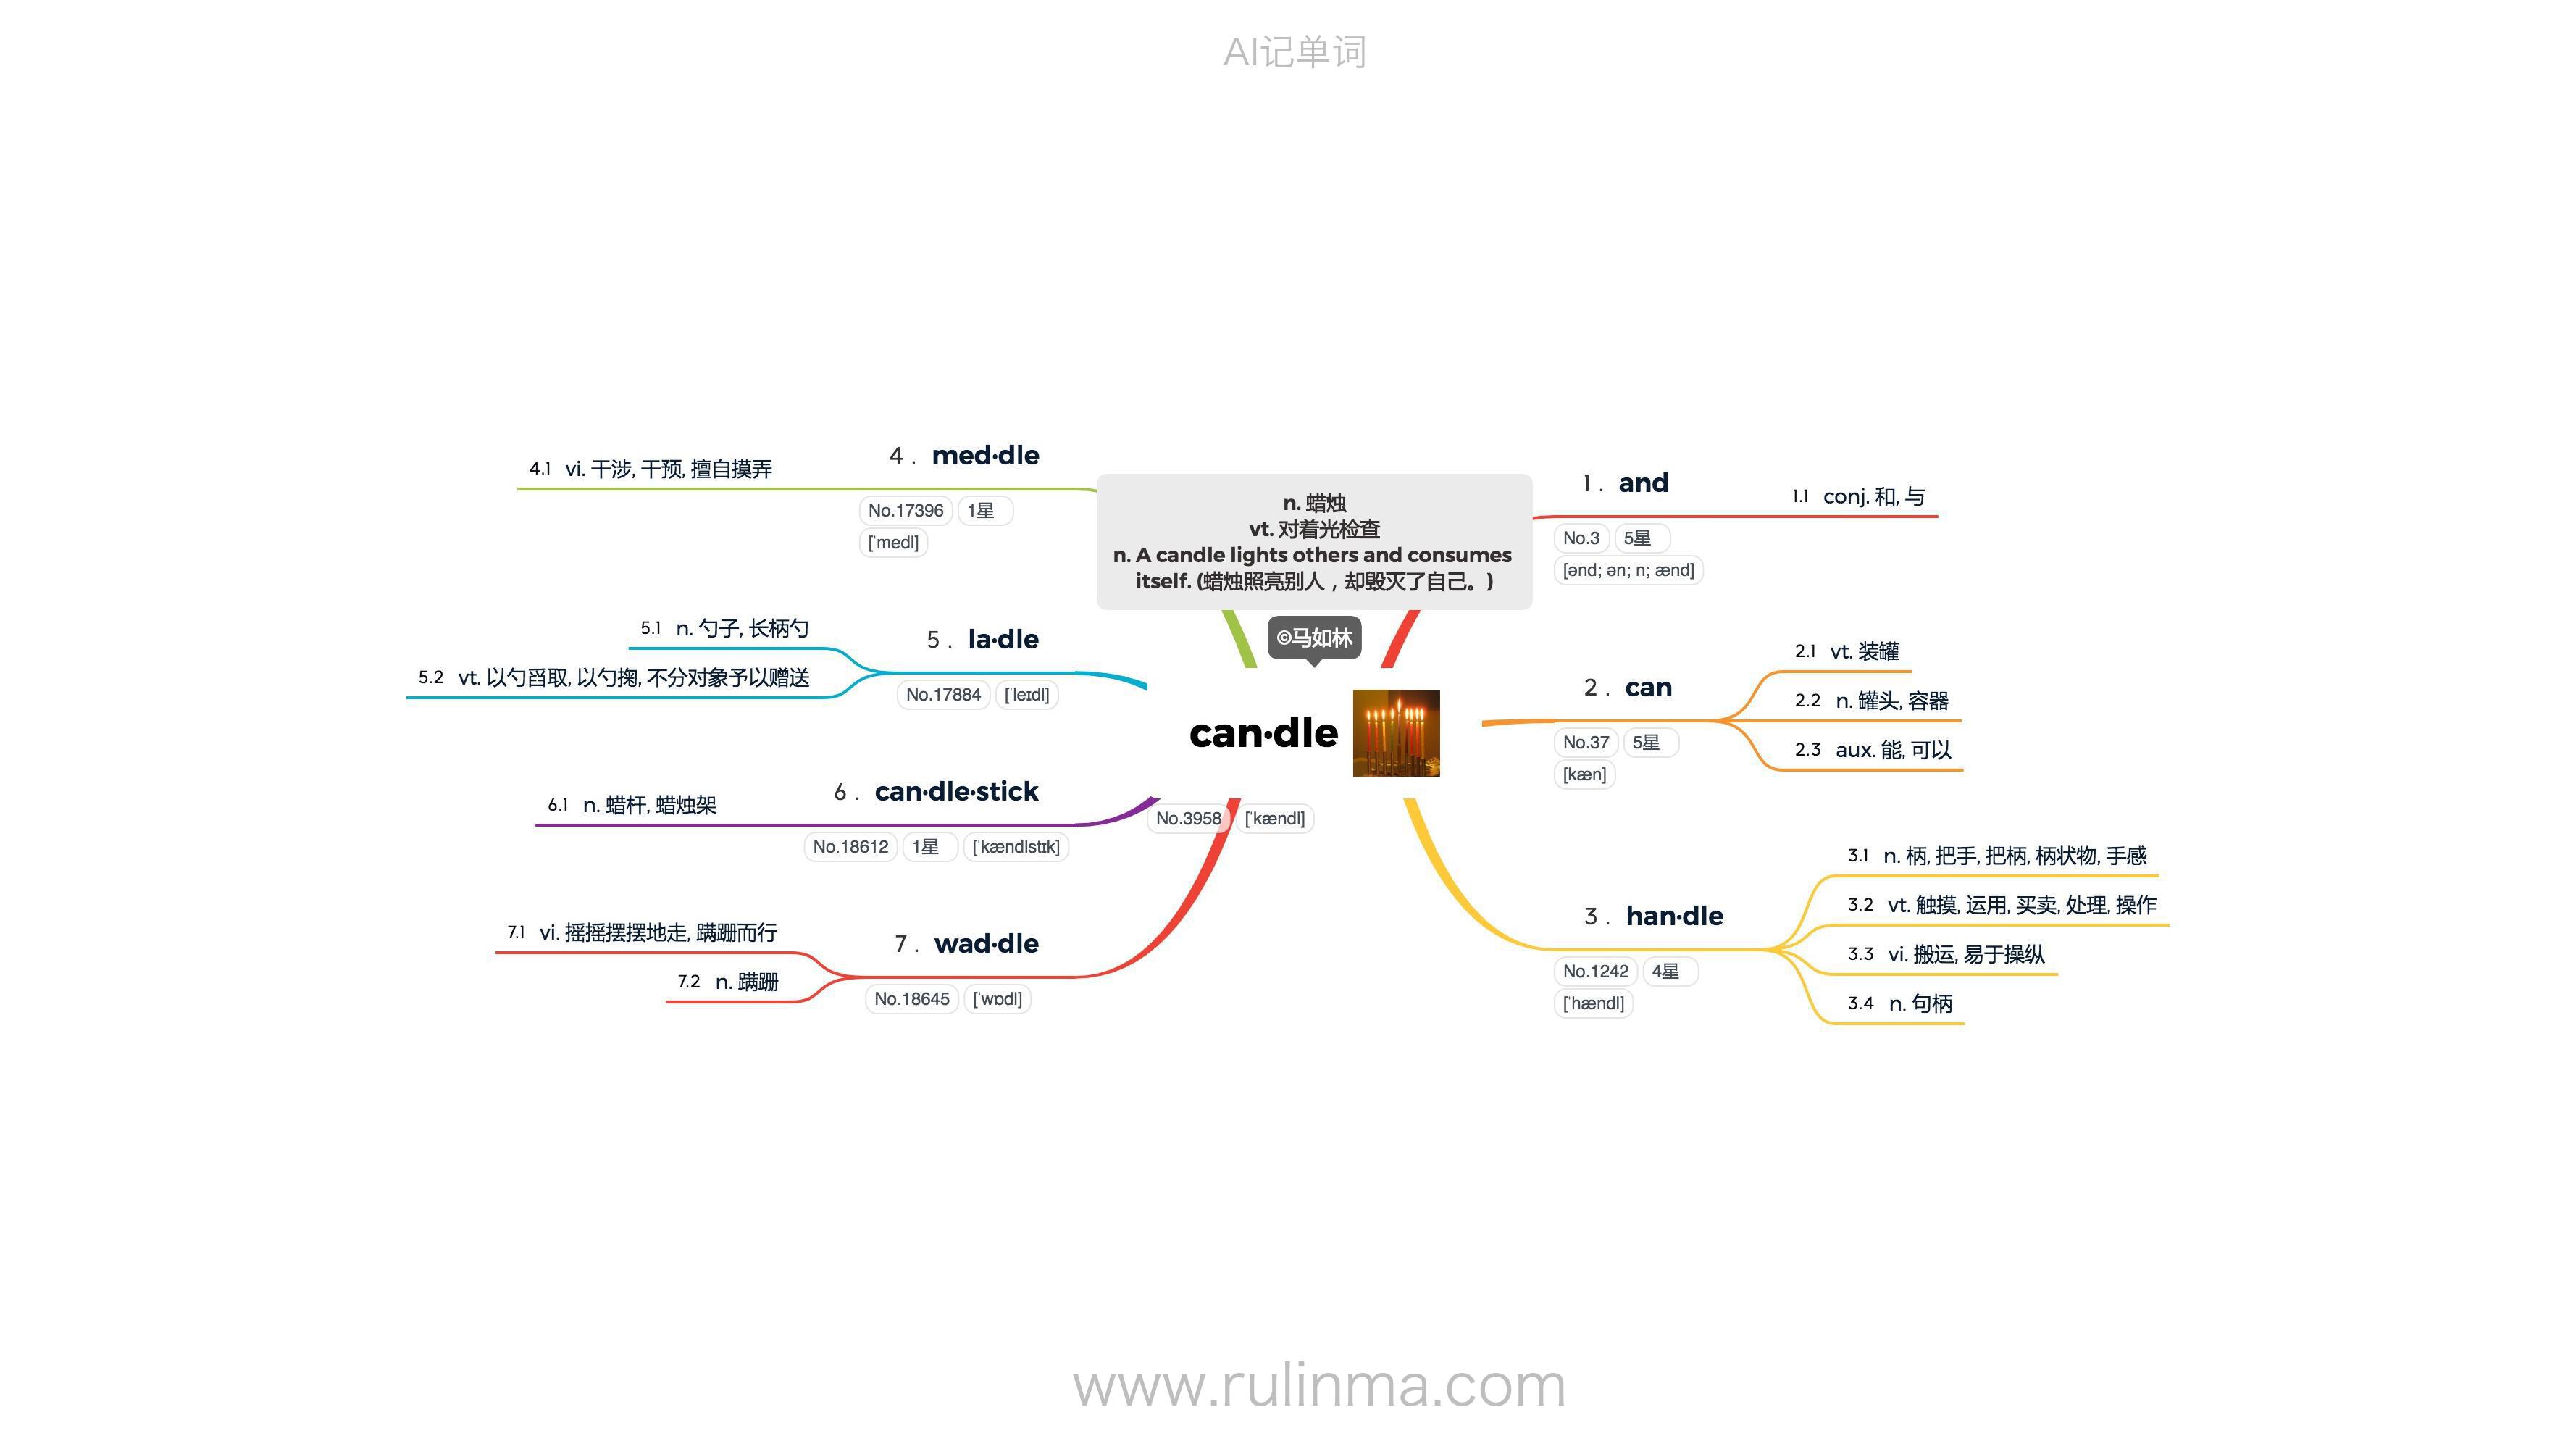 AI记单词
n. 蜡烛
vt. 对着光检查
n. A candle lights others and consumes
itself. (蜡烛照亮别人，却毁灭了自己。)
©马如林
can·dle
No.3958 ['kændl]
1. and
No.3 5星
[ənd; ən; n; ænd]
1.1 conj. 和, 与
2. can
No.37 5星
[kæn]
2.1 vt. 装罐
2.2 n. 罐头, 容器
2.3 aux. 能, 可以
3. han·dle
No.1242 4星
['hændl]
3.1 n. 柄, 把手, 把柄, 柄状物, 手感
3.2 vt. 触摸, 运用, 买卖, 处理, 操作
3.3 vi. 搬运, 易于操纵
3.4 n. 句柄
4. med·dle
No.17396 1星
['medl]
4.1 vi. 干涉, 干预, 擅自摸弄
5. la·dle
No.17884 ['leɪdl]
5.1 n. 勺子, 长柄勺
5.2 vt. 以勺舀取, 以勺掬, 不分对象予以赠送
6. can·dle·stick
No.18612 1星 ['kændlstɪk]
6.1 n. 蜡杆, 蜡烛架
7. wad·dle
No.18645 ['wɒdl]
7.1 vi. 摇摇摆摆地走, 蹒跚而行
7.2 n. 蹒跚
www.rulinma.com